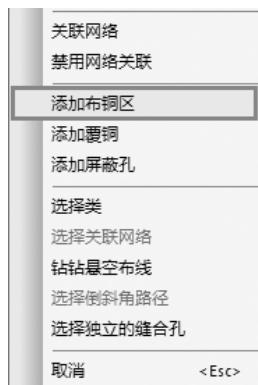 关联网络
禁用网络关联
添加布铜区
添加覆铜
添加屏蔽孔
选择类
选择关联网络
钻钻悬空布线
选择倒斜角路径
选择独立的缝合孔
取消 <Esc>